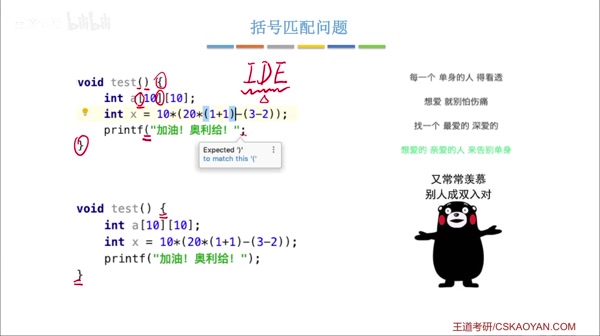 bilibili
括号匹配问题
IDE
void test() {
int a[10][10];
int x = 10*(20*(1+1)-(3-2));
printf("加油！奥利给！";
}
Expected ')'
to match this '('
void test() {
int a[10][10];
int x = 10*(20*(1+1)-(3-2));
printf("加油！奥利给！");
}
每一个 单身的人 得看透
想爱 就别怕伤痛
找一个 最爱的 深爱的
想爱的 亲爱的人 来告别单身
又常常羡慕
别人成双入对
王道考研/CSKAOYAN.COM